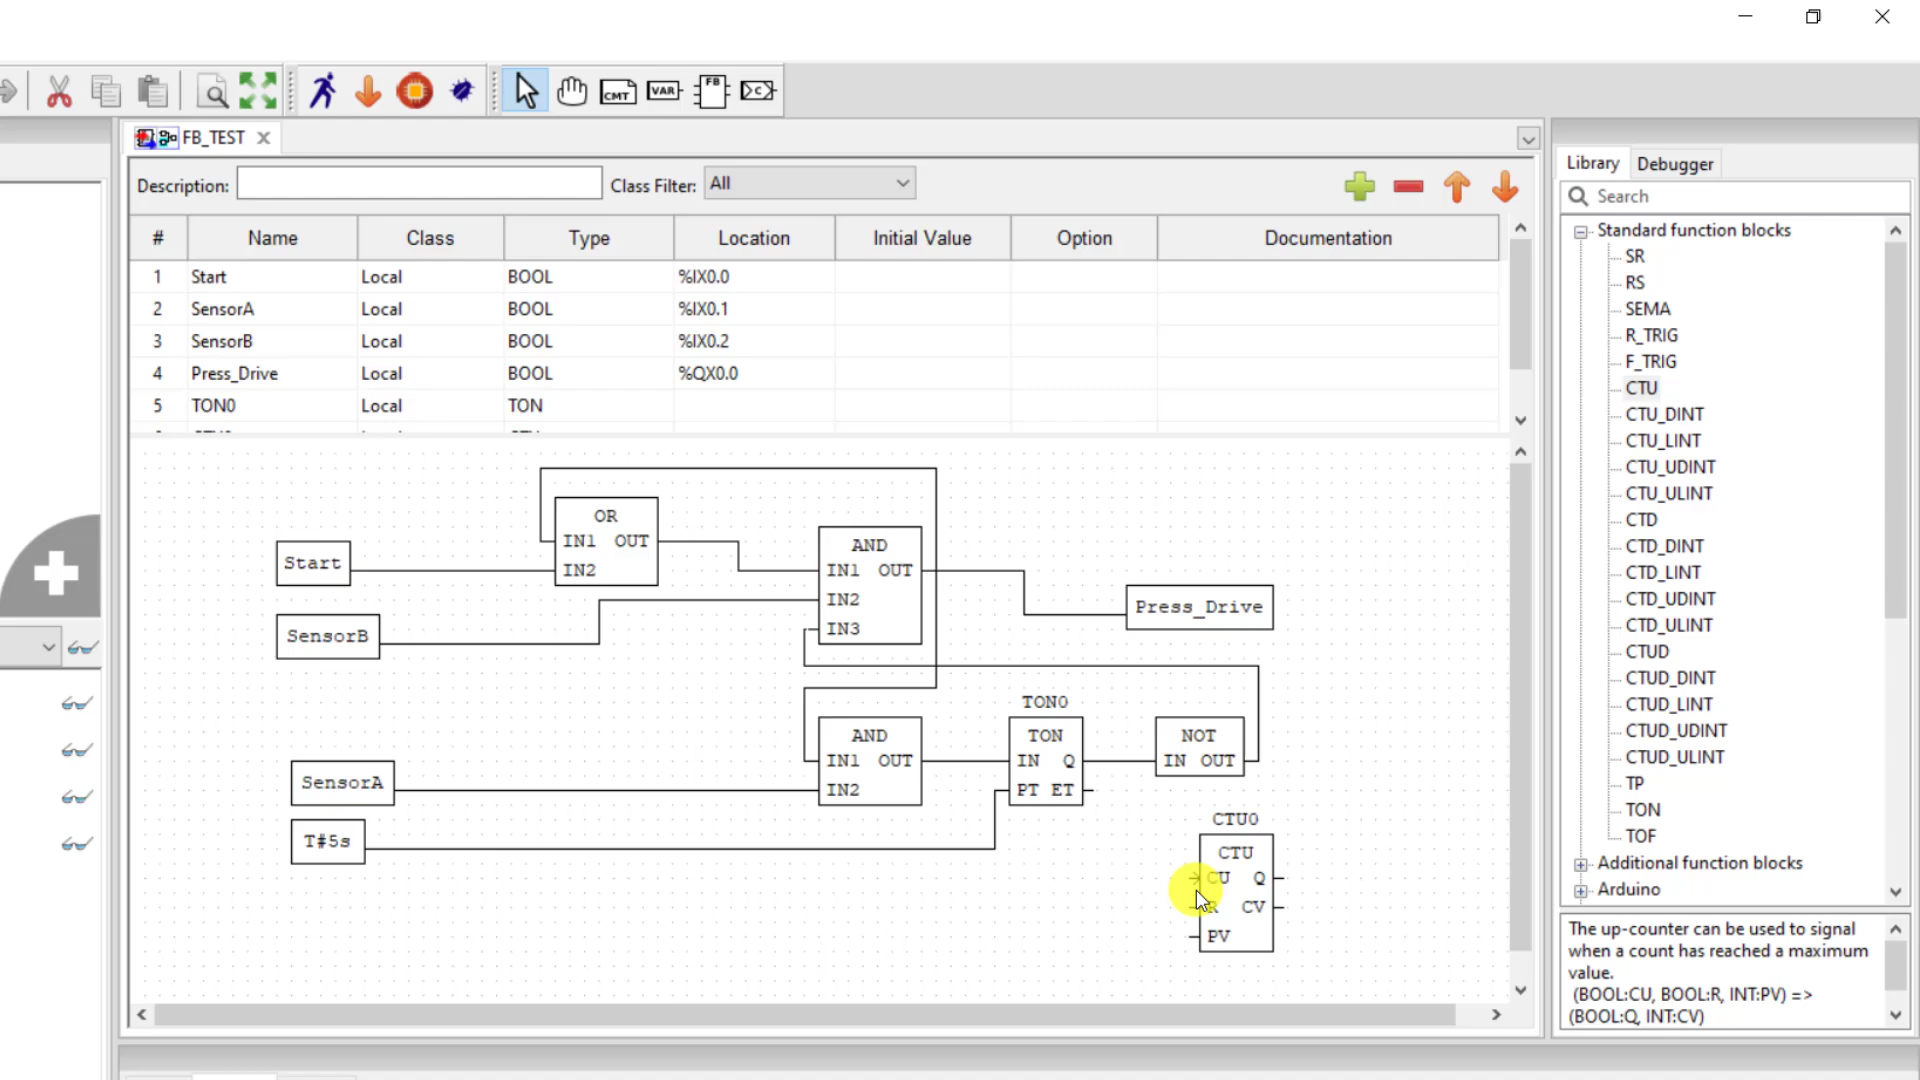 CMT
VAR
FB
C
FB_TEST
Description:
Class Filter: All
# Name Class Type Location Initial Value Option Documentation
1 Start Local BOOL %IX0.0
2 SensorA Local BOOL %IX0.1
3 SensorB Local BOOL %IX0.2
4 Press_Drive Local BOOL %QX0.0
5 TON0 Local TON
OR
IN1 OUT
IN2
Start
SensorB
AND
IN1 OUT
IN2
IN3
Press_Drive
SensorA
T#5s
AND
IN1 OUT
IN2
TON0
TON
IN Q
PT ET
NOT
IN OUT
CTU0
CTU
CU Q
R CV
PV
Library
Debugger
Search
Standard function blocks
SR
RS
SEMA
R_TRIG
F_TRIG
CTU
CTU_DINT
CTU_LINT
CTU_UDINT
CTU_ULINT
CTD
CTD_DINT
CTD_LINT
CTD_UDINT
CTD_ULINT
CTUD
CTUD_DINT
CTUD_LINT
CTUD_UDINT
CTUD_ULINT
TP
TON
TOF
Additional function blocks
Arduino
The up-counter can be used to signal
when a count has reached a maximum
value.
(BOOL:CU, BOOL:R, INT:PV) =>
(BOOL:Q, INT:CV)